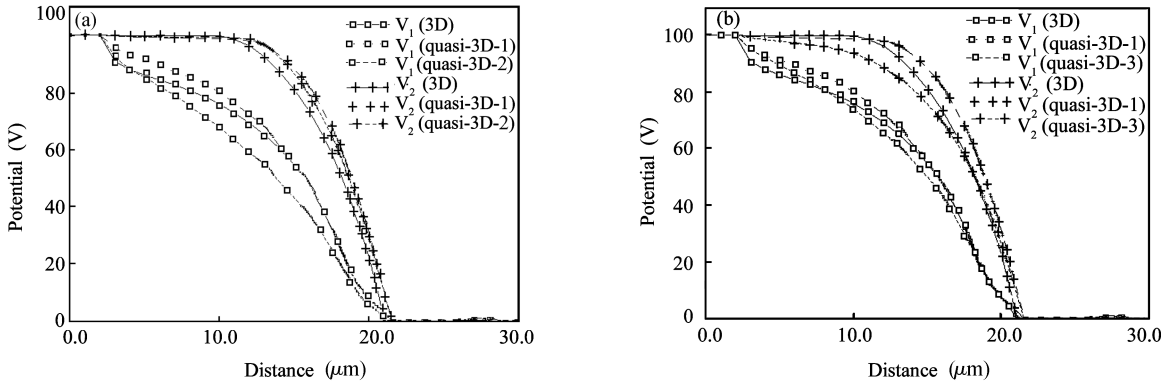 (a)
100
80
60
40
20
0
Potential (V)
V1 (3D)
V1 (quasi-3D-1)
V1 (quasi-3D-2)
V2 (3D)
V2 (quasi-3D-1)
V2 (quasi-3D-2)
0.0 10.0 20.0 30.0
Distance (μm)
(b)
100
80
60
40
20
0
Potential (V)
V1 (3D)
V1 (quasi-3D-1)
V1 (quasi-3D-3)
V2 (3D)
V2 (quasi-3D-1)
V2 (quasi-3D-3)
0.0 10.0 20.0 30.0
Distance (μm)